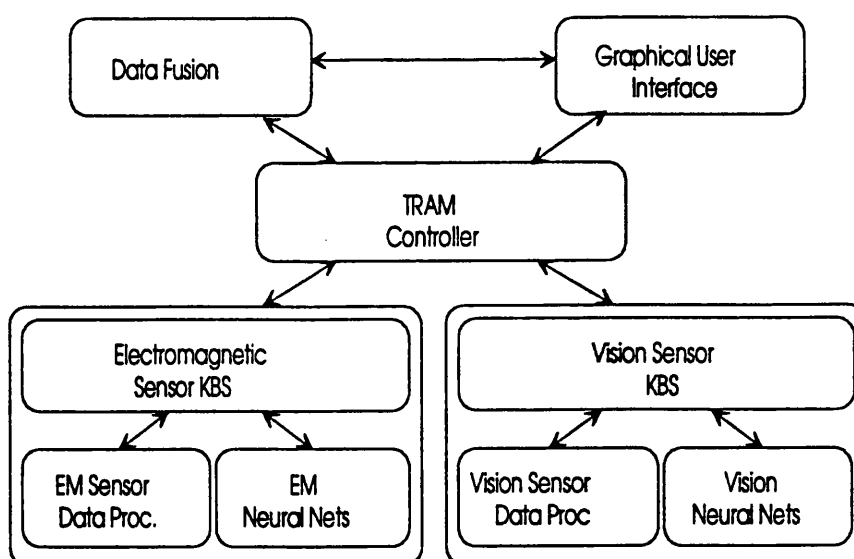 Data Fusion
Graphical User
Interface
TRAM
Controller
Electromagnetic
Sensor KBS
Vision Sensor
KBS
EM Sensor
Data Proc.
EM
Neural Nets
Vision Sensor
Data Proc
Vision
Neural Nets